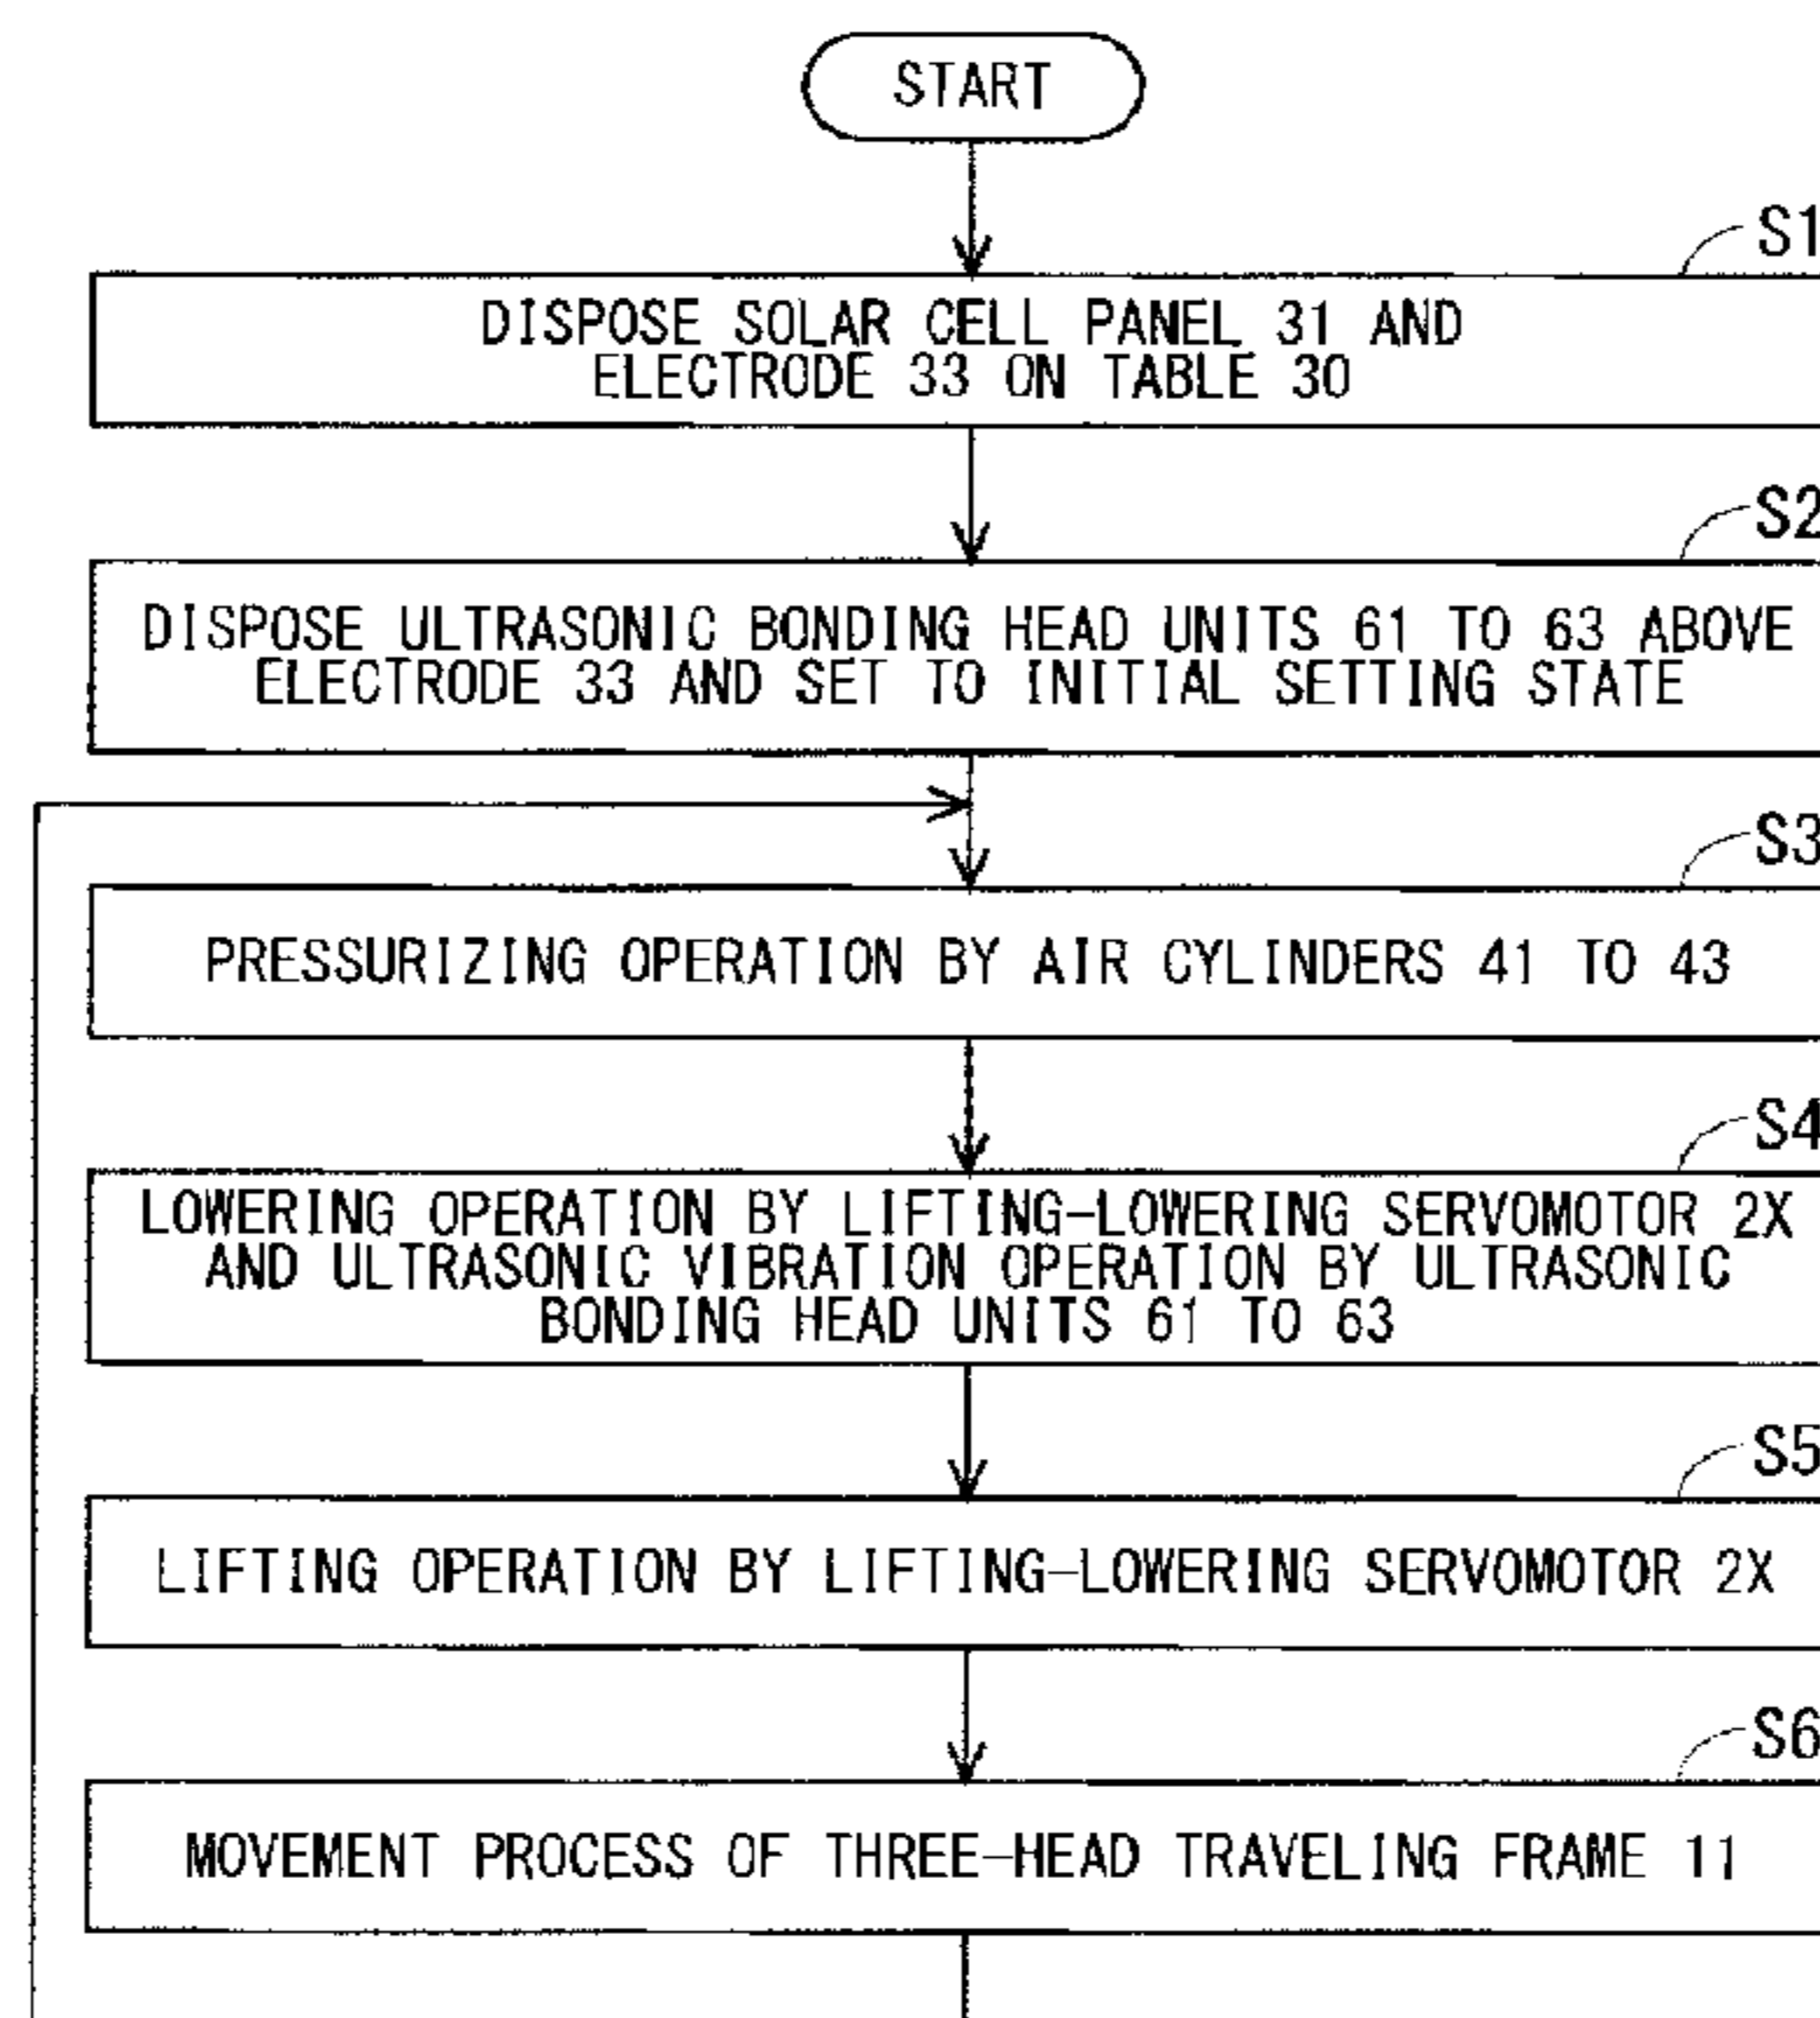 START
S1
DISPOSE SOLAR CELL PANEL 31 AND
ELECTRODE 33 ON TABLE 30
S2
DISPOSE ULTRASONIC BONDING HEAD UNITS 61 TO 63 ABOVE
ELECTRODE 33 AND SET TO INITIAL SETTING STATE
S3
PRESSURIZING OPERATION BY AIR CYLINDERS 41 TO 43
S4
LOWERING OPERATION BY LIFTING-LOWERING SERVOMOTOR 2X
AND ULTRASONIC VIBRATION OPERATION BY ULTRASONIC
BONDING HEAD UNITS 61 TO 63
S5
LIFTING OPERATION BY LIFTING-LOWERING SERVOMOTOR 2X
S6
MOVEMENT PROCESS OF THREE-HEAD TRAVELING FRAME 11